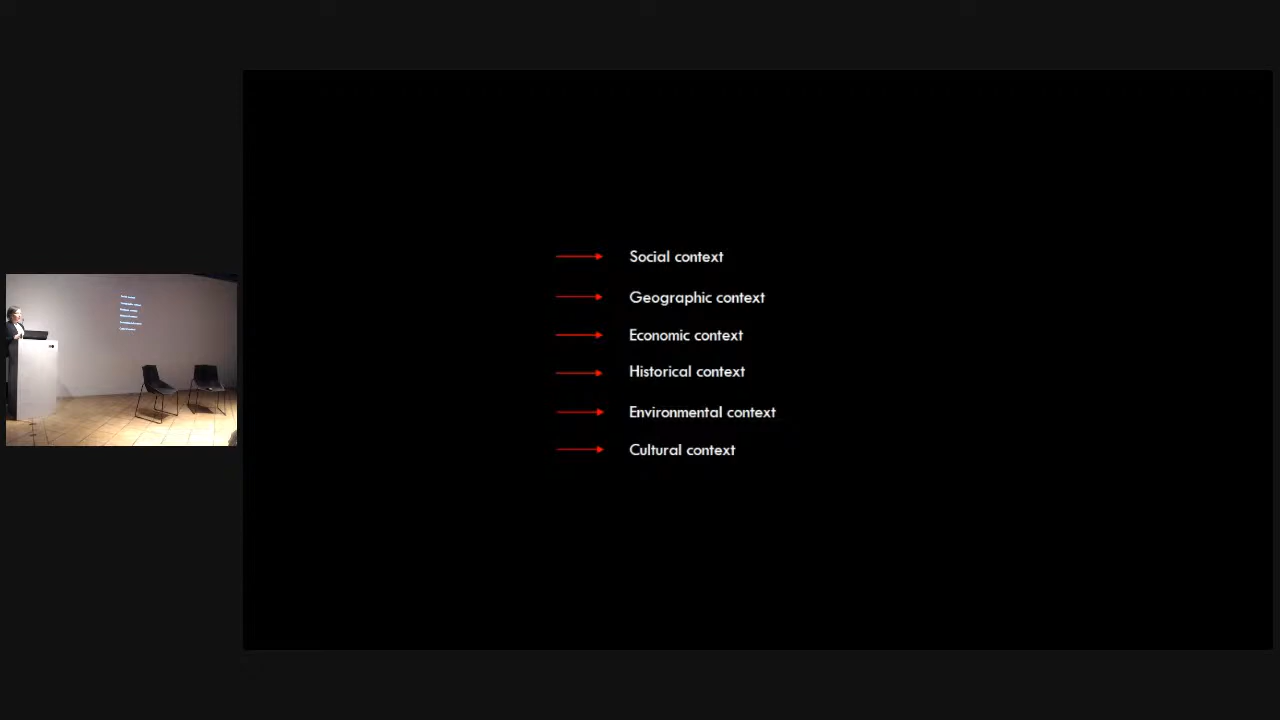 Social context
Geographic context
Economic context
Historical context
Environmental context
Cultural context